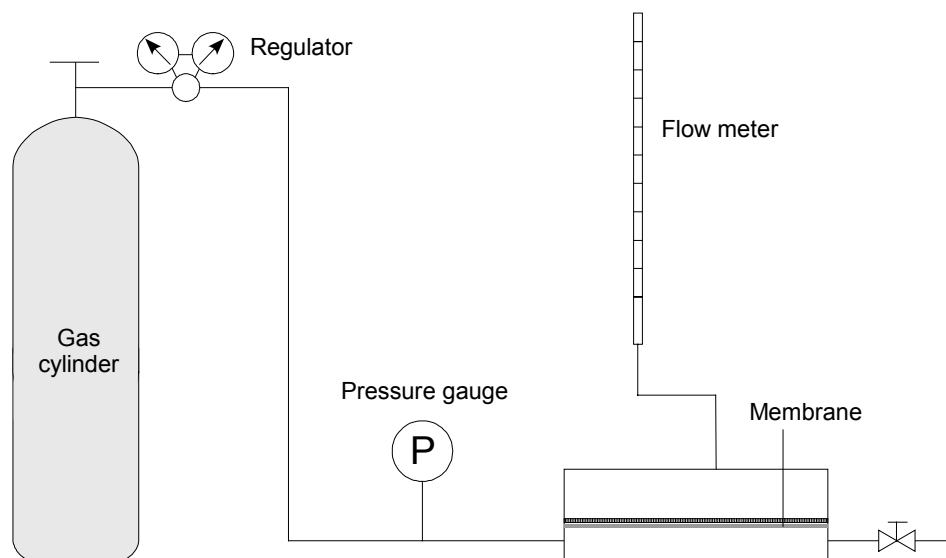 Regulator
Flow meter
Gas
cylinder
Pressure gauge
P
Membrane